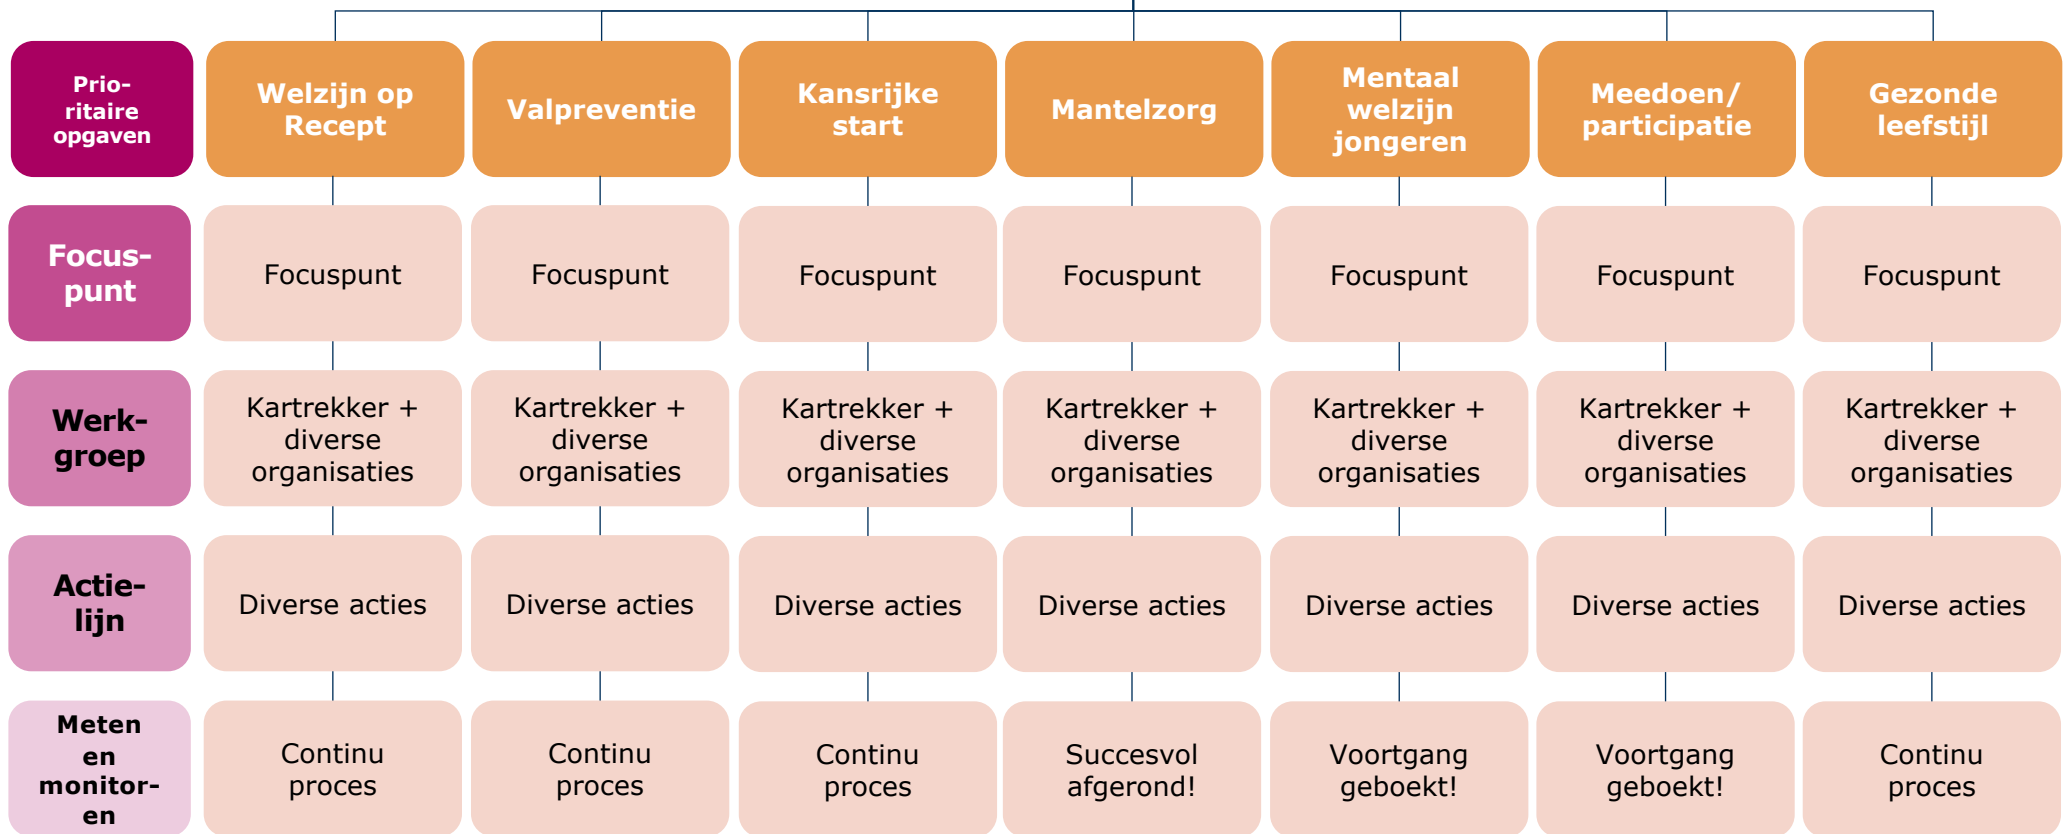 Prio-
ritaire
opgaven
Welzijn op
Recept
Valpreventie
Kansrijke
start
Mantelzorg
Mentaal
welzijn
jongeren
Meedoen/
participatie
Gezonde
leefstijl
Focus-
punt
Focuspunt
Focuspunt
Focuspunt
Focuspunt
Focuspunt
Focuspunt
Focuspunt
Werk-
groep
Kartrekker +
diverse
organisaties
Kartrekker +
diverse
organisaties
Kartrekker +
diverse
organisaties
Kartrekker +
diverse
organisaties
Kartrekker +
diverse
organisaties
Kartrekker +
diverse
organisaties
Kartrekker +
diverse
organisaties
Actie-
lijn
Diverse acties
Diverse acties
Diverse acties
Diverse acties
Diverse acties
Diverse acties
Diverse acties
Meten
en
monitor-
en
Continu
proces
Continu
proces
Continu
proces
Succesvol
afgerond!
Voortgang
geboekt!
Voortgang
geboekt!
Continu
proces